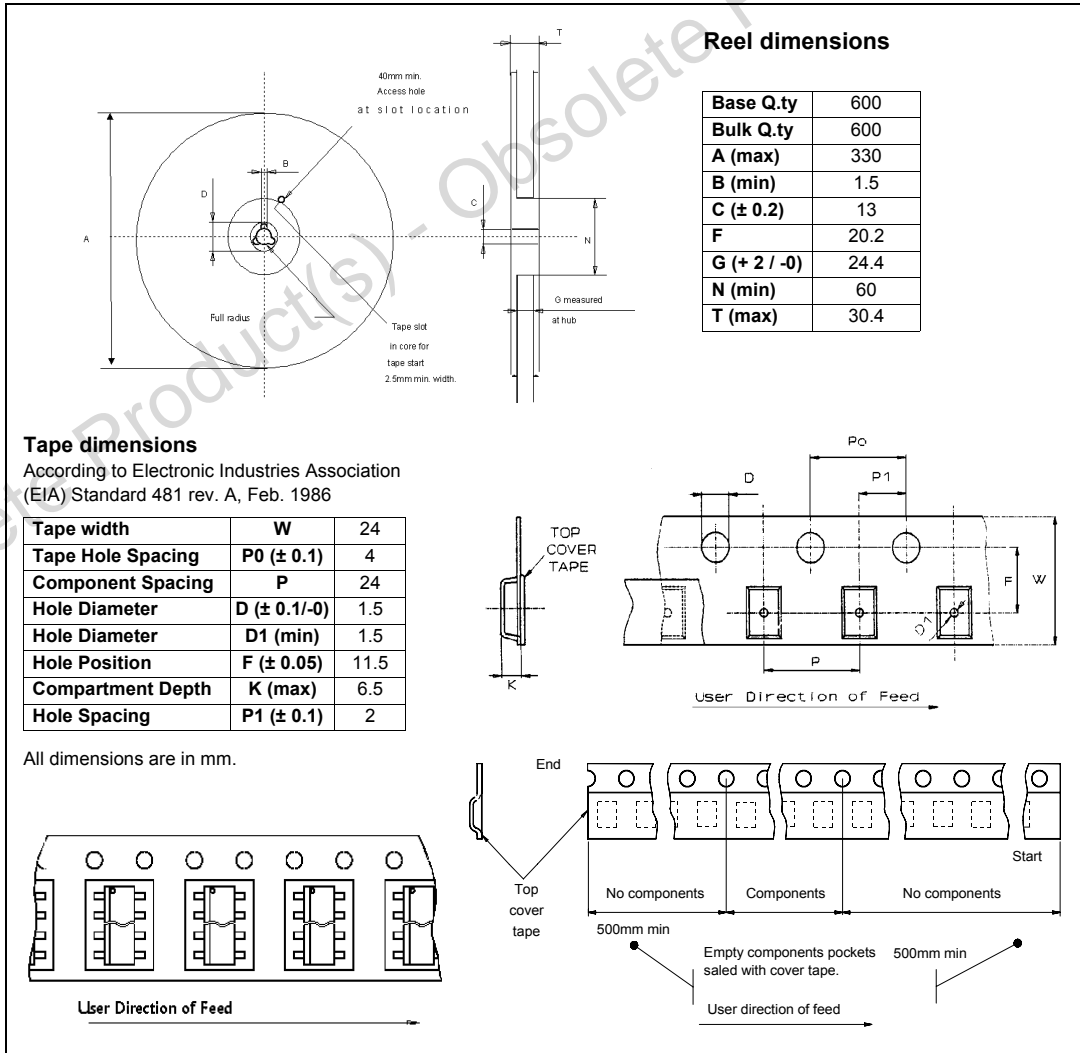 Reel dimensions
T
40mm min.
Access hole
at slot location
B
D
C
A
N
Full radius
Tape slot
in core for
tape start
2.5mm min. width.
G measured
at hub
Base Q.ty 600
Bulk Q.ty 600
A (max) 330
B (min) 1.5
C (± 0.2) 13
F 20.2
G (+ 2 / -0) 24.4
N (min) 60
T (max) 30.4
Tape dimensions
According to Electronic Industries Association
(EIA) Standard 481 rev. A, Feb. 1986
Tape width W 24
Tape Hole Spacing P0 (± 0.1) 4
Component Spacing P 24
Hole Diameter D (± 0.1/-0) 1.5
Hole Diameter D1 (min) 1.5
Hole Position F (± 0.05) 11.5
Compartment Depth K (max) 6.5
Hole Spacing P1 (± 0.1) 2
All dimensions are in mm.
Po
D
P1
TOP
COVER
TAPE
F
W
D1
P
K
User Direction of Feed
End
Start
Top
cover
tape
No components
Components
No components
500mm min
Empty components pockets
saled with cover tape.
500mm min
User direction of feed
User Direction of Feed
ete Product(s) - Obsolete